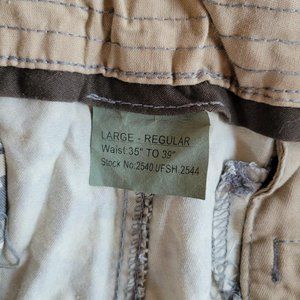 LARGE - REGULAR
Waist:35" TO 39"
Stock No:2540,UFSH,2544